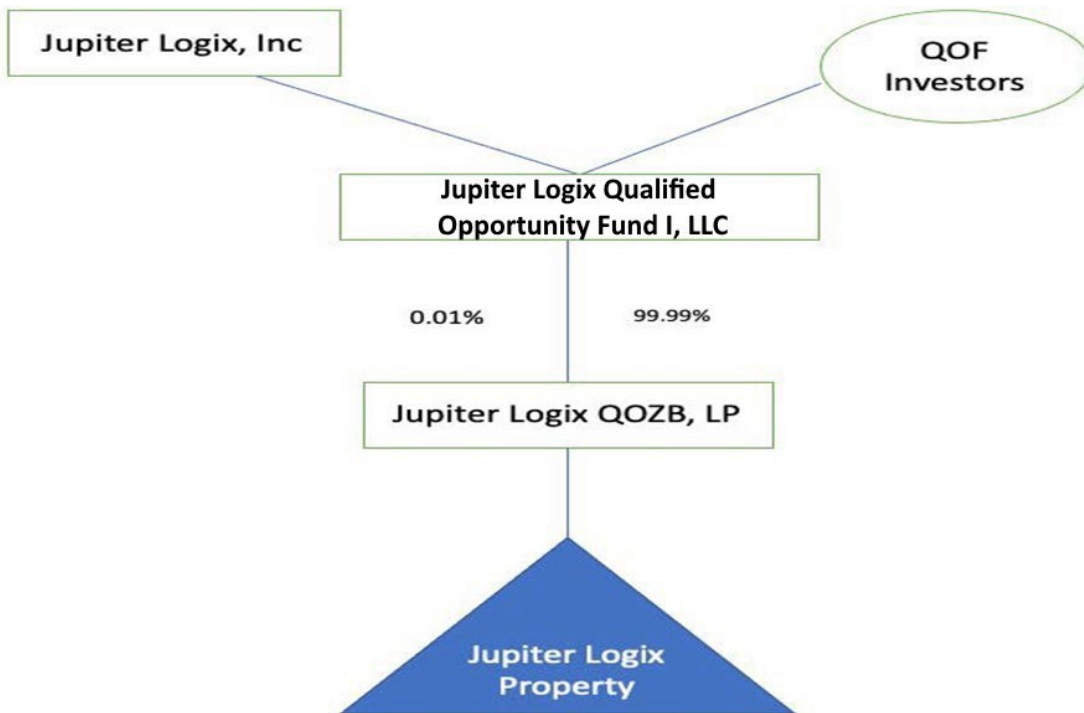 Jupiter Logix, Inc
QOF
Investors
Jupiter Logix Qualified
Opportunity Fund I, LLC
0.01%
99.99%
Jupiter Logix QOZB, LP
Jupiter Logix
Property